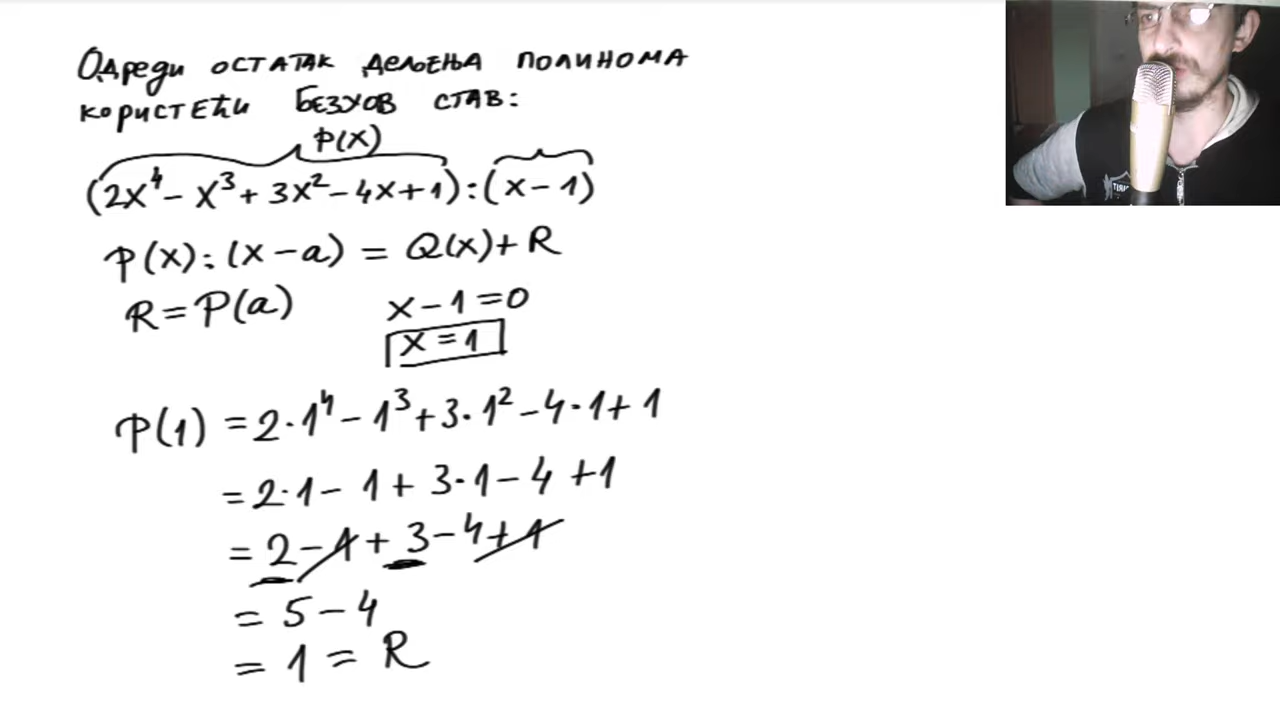 Одреди остатак дељења полинома
користећи Безуов став:
P(x)
(2x⁴ - x³ + 3x² - 4x + 1) : (x - 1)
P(x) : (x - a) = Q(x) + R
R = P(a)
x - 1 = 0
x = 1
P(1) = 2·1⁴ - 1³ + 3·1² - 4·1 + 1
= 2·1 - 1 + 3·1 - 4 + 1
= 2 - 1 + 3 - 4 + 1
= 5 - 4
= 1 = R